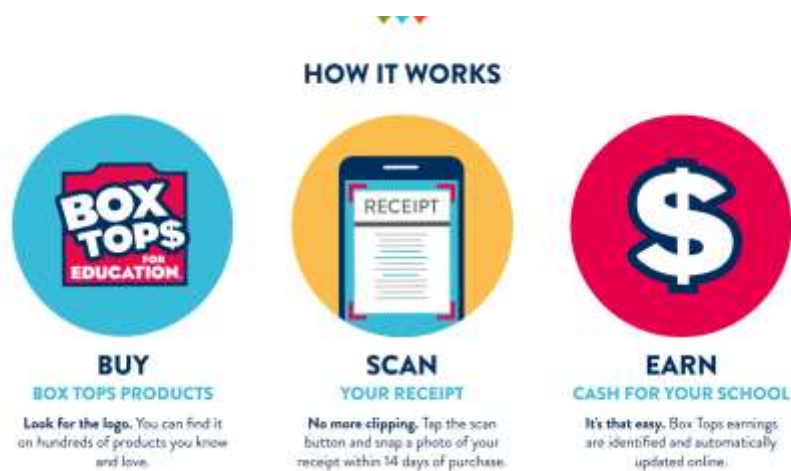 HOW IT WORKS
BOX
TOP$
FOR
EDUCATION
BUY
BOX TOPS PRODUCTS
Look for the logo. You can find it
on hundreds of products you know
and love.
RECEIPT
SCAN
YOUR RECEIPT
No more clipping. Tap the scan
button and snap a photo of your
receipt within 14 days of purchase.
$
EARN
CASH FOR YOUR SCHOOL
It's that easy. Box Tops earnings
are identified and automatically
updated online.